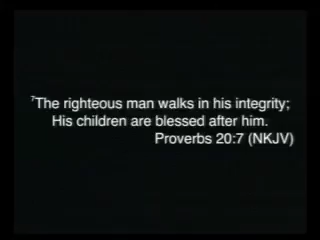 ⁷The righteous man walks in his integrity;
His children are blessed after him.
Proverbs 20:7 (NKJV)